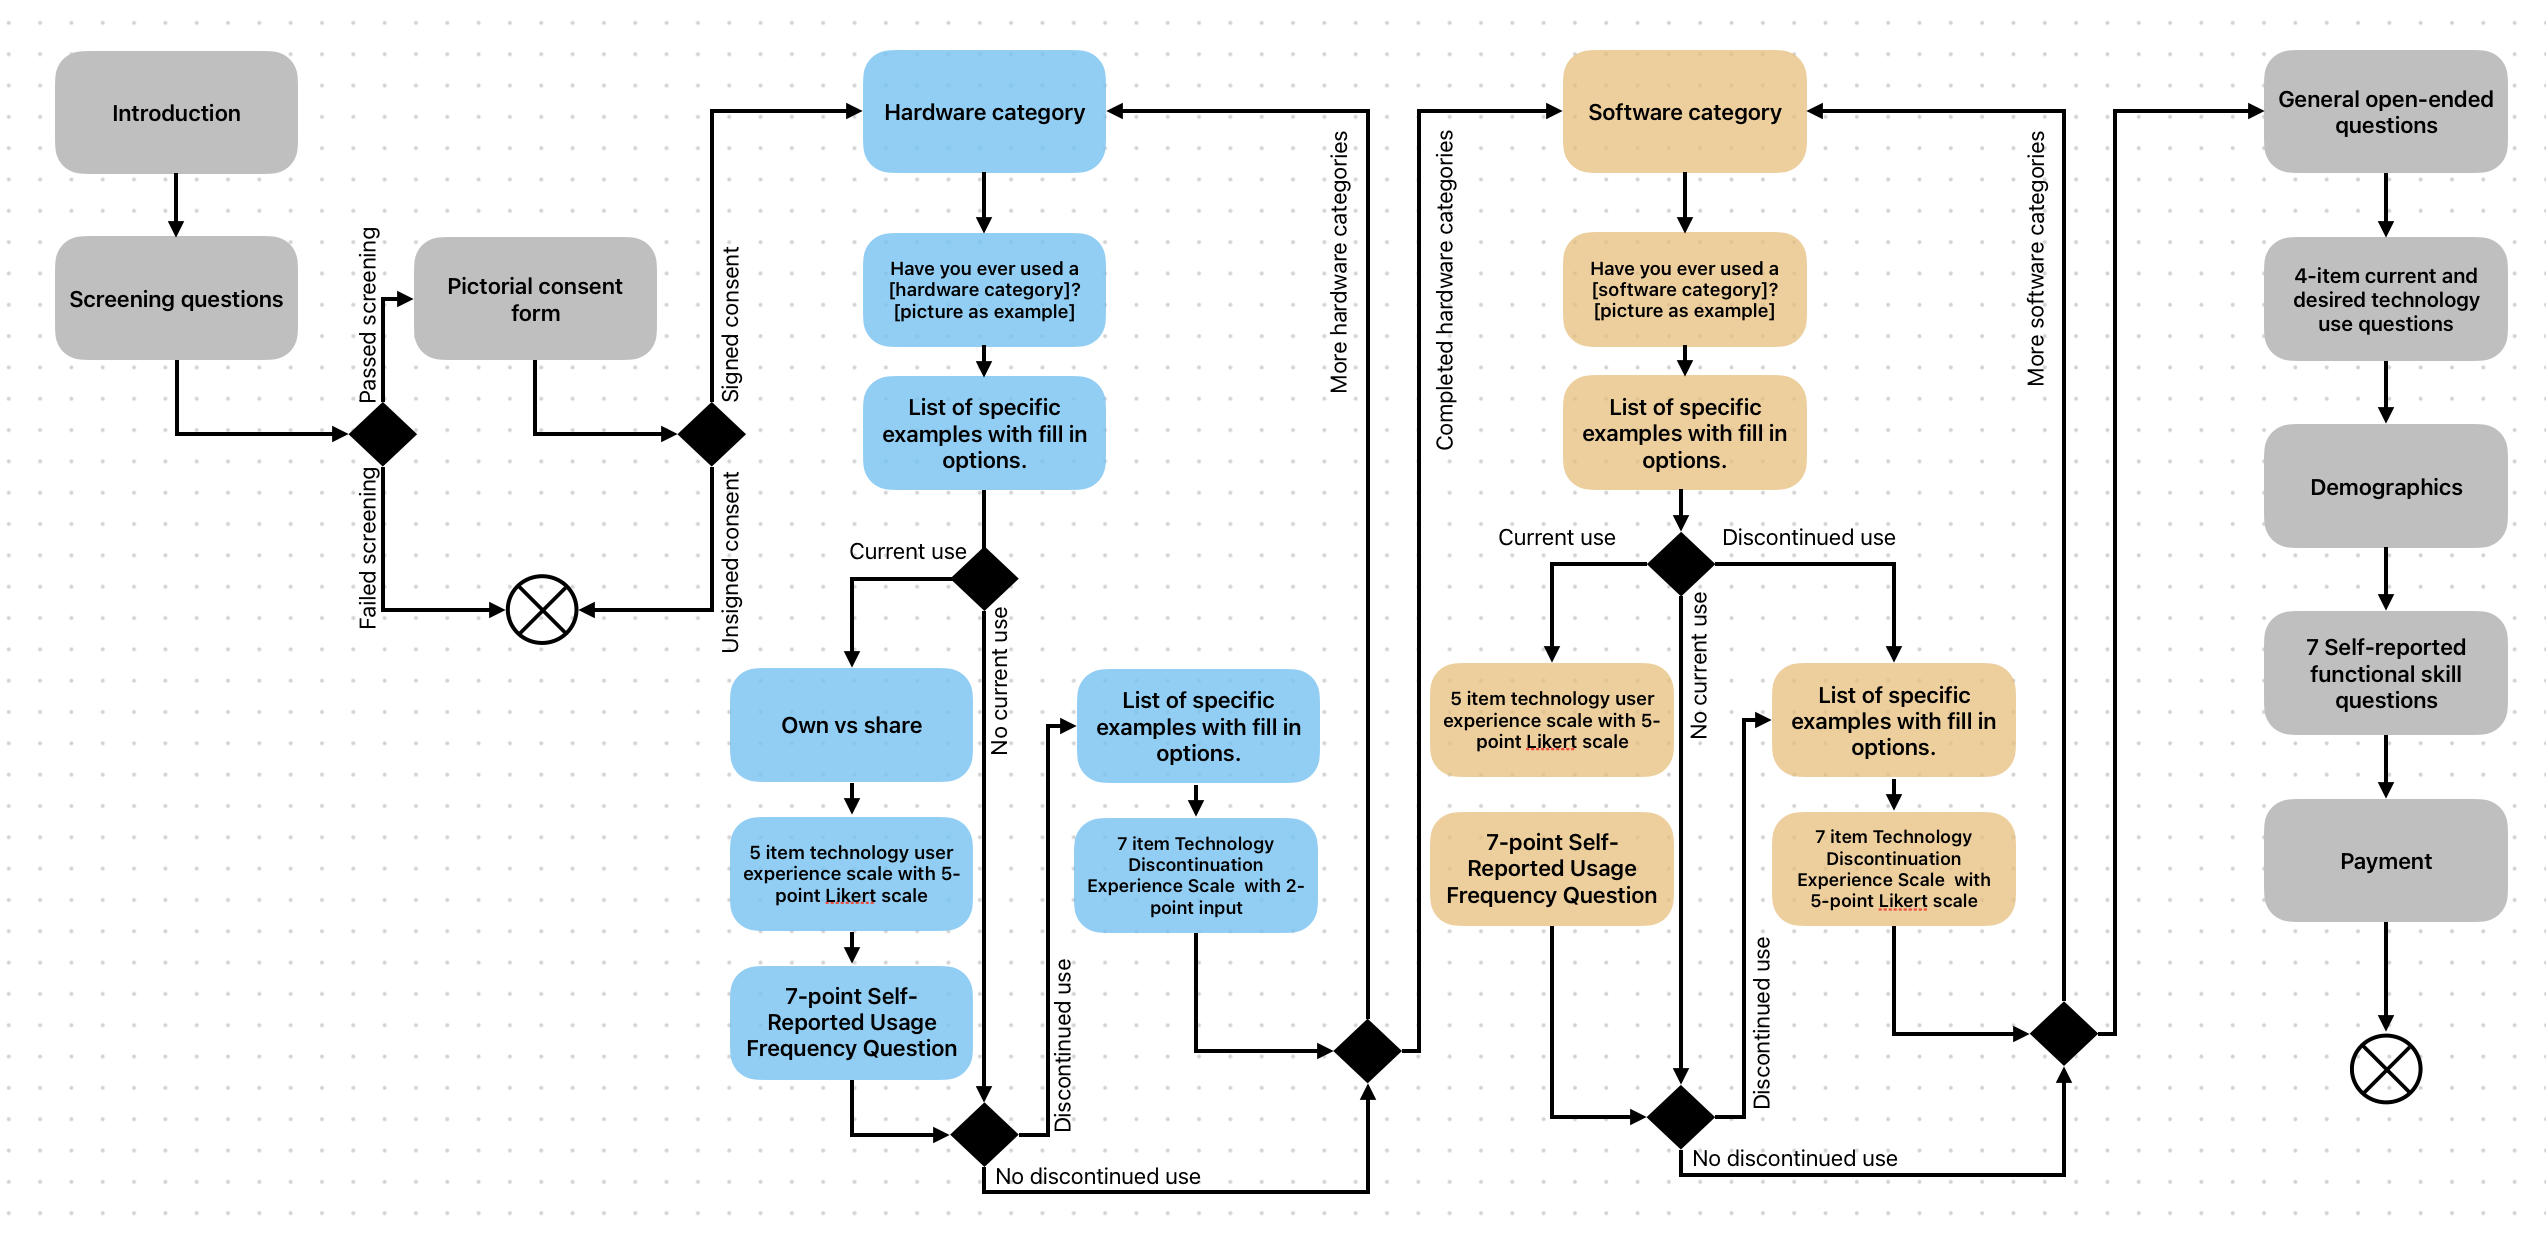 Introduction
Screening questions
Passed screening
Failed screening
Pictorial consent
form
Signed consent
Unsigned consent
Hardware category
Have you ever used a
[hardware category]?
[picture as example]
List of specific
examples with fill in
options.
Current use
No current use
Own vs share
5 item technology user
experience scale with 5-
point Likert scale
7-point Self-
Reported Usage
Frequency Question
Discontinued use
No discontinued use
List of specific
examples with fill in
options.
7 item Technology
Discontinuation
Experience Scale  with 2-
point input
More hardware categories
Completed hardware categories
Software category
Have you ever used a
[software category]?
[picture as example]
List of specific
examples with fill in
options.
Current use
Discontinued use
No current use
5 item technology user
experience scale with 5-
point Likert scale
7-point Self-
Reported Usage
Frequency Question
Discontinued use
No discontinued use
List of specific
examples with fill in
options.
7 item Technology
Discontinuation
Experience Scale  with
5-point Likert scale
More software categories
General open-ended
questions
4-item current and
desired technology
use questions
Demographics
7 Self-reported
functional skill
questions
Payment